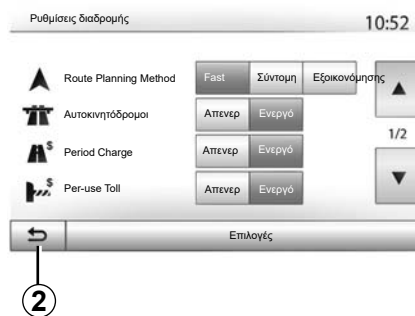 Ρυθμίσεις διαδρομής 10:52
Route Planning Method Fast Σύντομη Εξοικονόμησης
Αυτοκινητόδρομοι Απενερ Ενεργό
1/2
$ Period Charge Απενερ Ενεργό
$ Per-use Toll Απενερ Ενεργό
Επιλογές
2